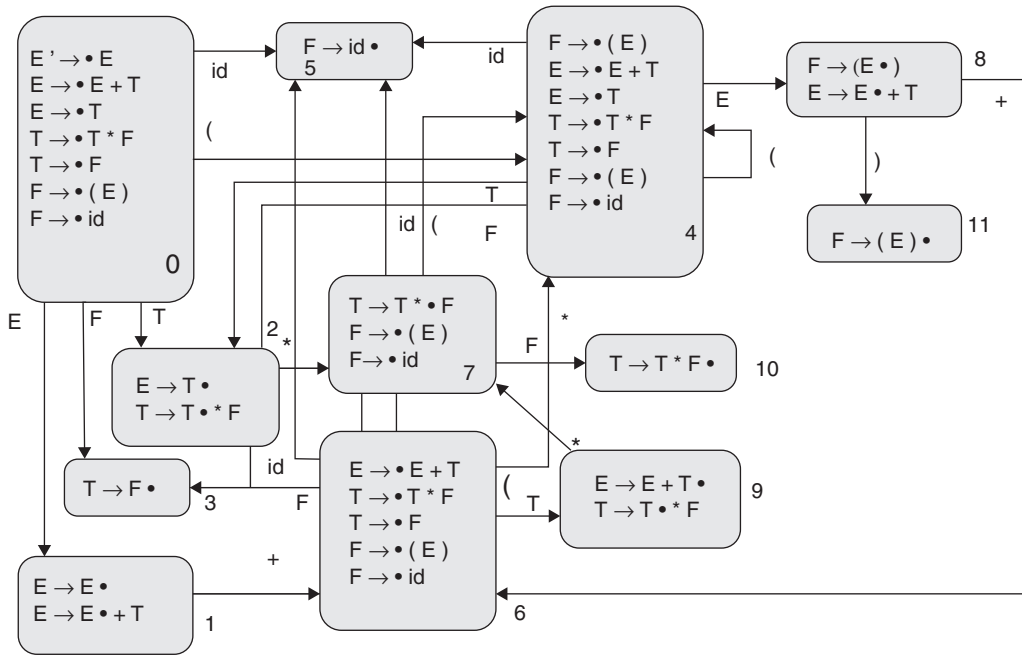 E ' → • E
E → • E + T
E → • T
T → • T * F
T → • F
F → • ( E )
F → • id
0
id
(
F → id •
5
id
F → • ( E )
E → • E + T
E → • T
T → • T * F
T → • F
F → • ( E )
F → • id
4
E
F → (E • )
E → E • + T
8
+
(
)
F → ( E ) •
11
T
F
id
(
E
F
T
2
*
E → T •
T → T • * F
T → T * • F
F → • ( E )
F → • id
7
*
F
T → T * F •
10
id
F
T → F •
3
E → • E + T
T → • T * F
T → • F
F → • ( E )
F → • id
6
(
T
*
E → E + T •
T → T • * F
9
E → E •
E → E • + T
1
+